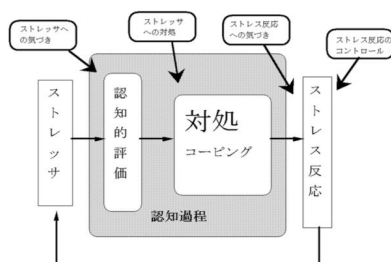 ストレッサへ
の気づき
ストレッサ
への対処
ストレス反応
への気づき
ストレス反応の
コントロール
ストレッサ
認知的評価
対処
コーピング
ストレス反応
認知過程